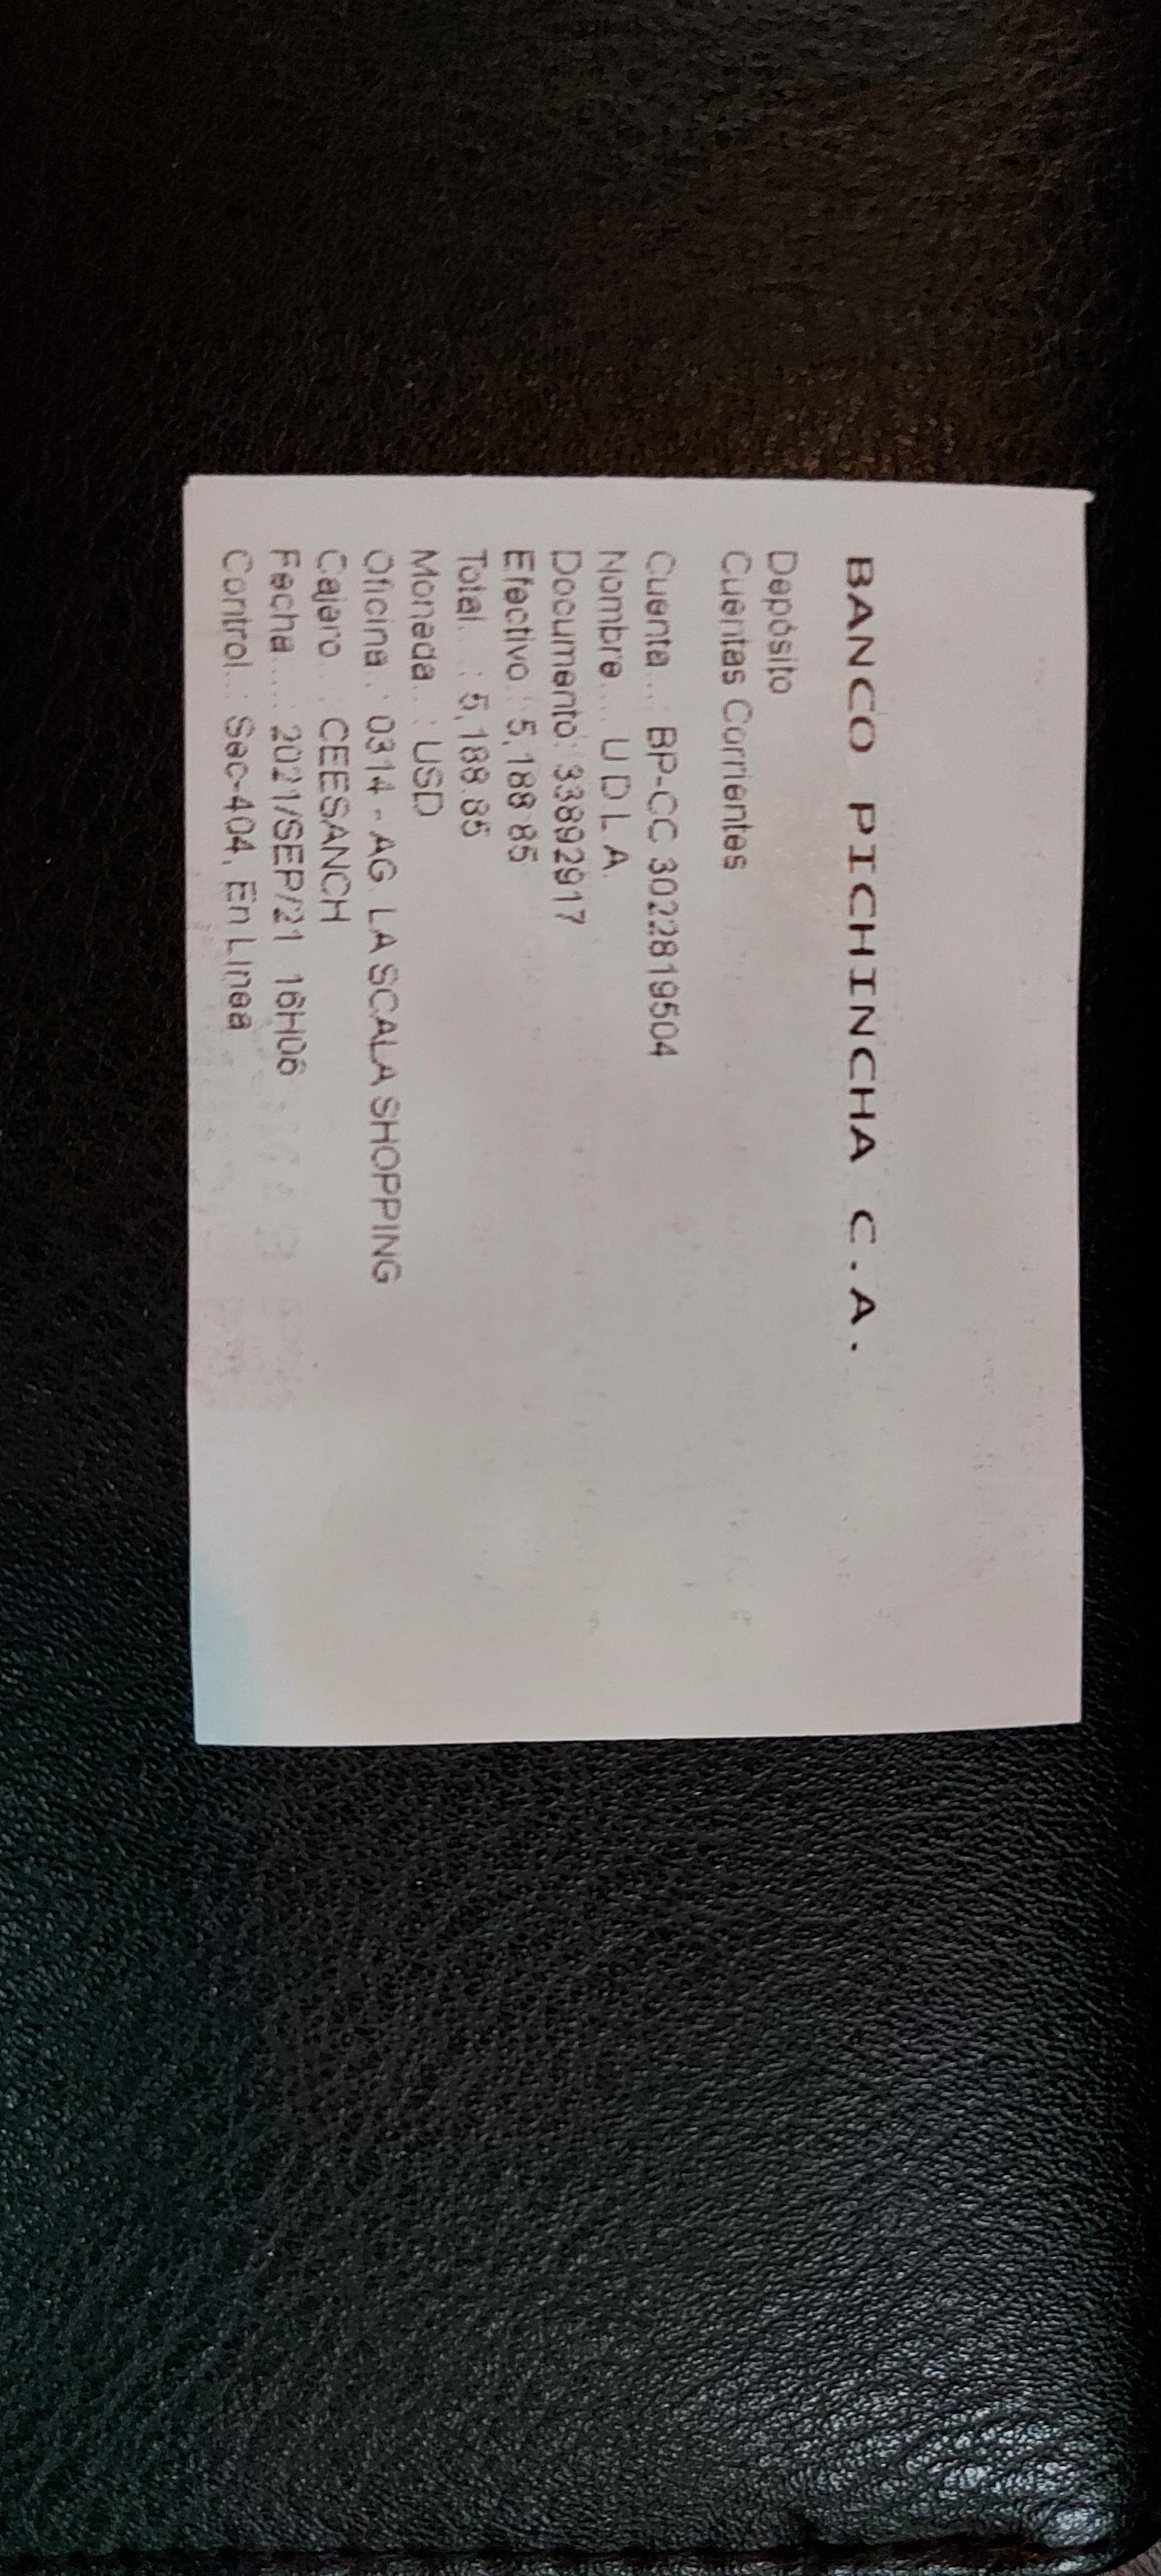 BANCO PICHINCHA C.A.
Depósito
Cuentas Corrientes
Cuenta...: BP-CC 3022819504
Nombre....: U D L A.
Documento: 33892917
Efectivo.: 5,188.85
Total...: 5,188.85
Moneda..: USD
Oficina.: 0314 - AG. LA SCALA SHOPPING
Cajero...: CEESANCH
Fecha....: 2021/SEP/21 16H06
Control..: Sec-404, En Linea